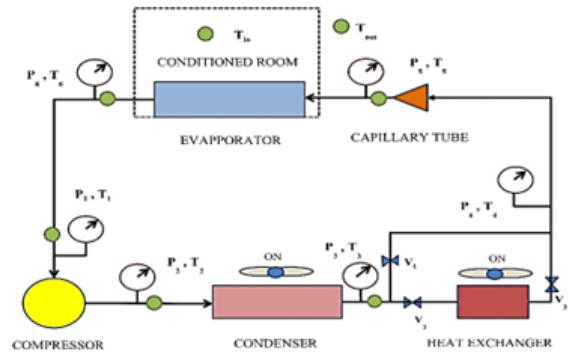 T_in
T_out
CONDITIONED ROOM
P_6 , T_6
P_5 , T_5
EVAPPORATOR
CAPILLARY TUBE
P_1 , T_1
P_4 , T_4
P_2 , T_2
P_3 , T_3
ON
V_1
ON
V_2
V_3
COMPRESSOR
CONDENSER
HEAT EXCHANGER